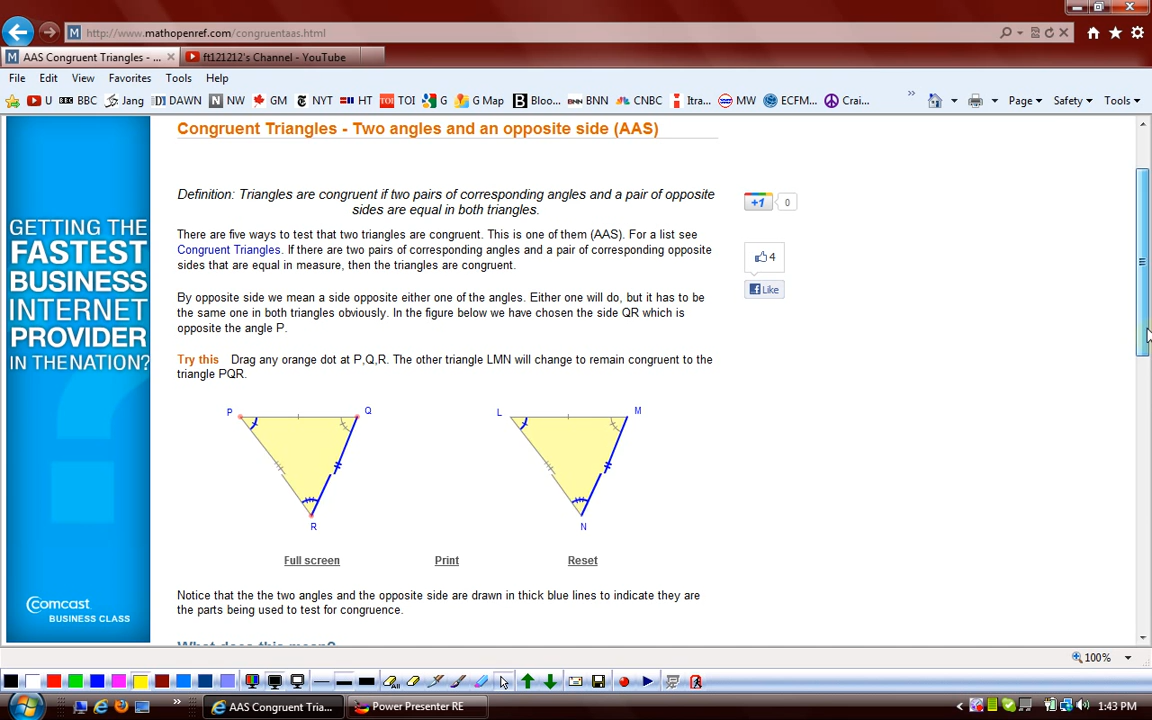 http://www.mathopenref.com/congruentaas.html
AAS Congruent Triangles - ...
ft121212's Channel - YouTube
File Edit View Favorites Tools Help
U BBC Jang DAWN NW GM NYT HT TOI G G Map Bloo... BNN CNBC Itra... MW ECFM... Crai... Page Safety Tools
Congruent Triangles - Two angles and an opposite side (AAS)
Definition: Triangles are congruent if two pairs of corresponding angles and a pair of opposite
sides are equal in both triangles.
+1 0
There are five ways to test that two triangles are congruent. This is one of them (AAS). For a list see
Congruent Triangles. If there are two pairs of corresponding angles and a pair of corresponding opposite
sides that are equal in measure, then the triangles are congruent.
4
Like
By opposite side we mean a side opposite either one of the angles. Either one will do, but it has to be
the same one in both triangles obviously. In the figure below we have chosen the side QR which is
opposite the angle P.
Try this Drag any orange dot at P,Q,R. The other triangle LMN will change to remain congruent to the
triangle PQR.
P Q L M
R N
Full screen Print Reset
Notice that the the two angles and the opposite side are drawn in thick blue lines to indicate they are
the parts being used to test for congruence.
What does this mean?
GETTING THE
FASTEST
BUSINESS
INTERNET
PROVIDER
IN THE NATION?
comcast
BUSINESS CLASS
100%
All
AAS Congruent Tria...
Power Presenter RE
1:43 PM